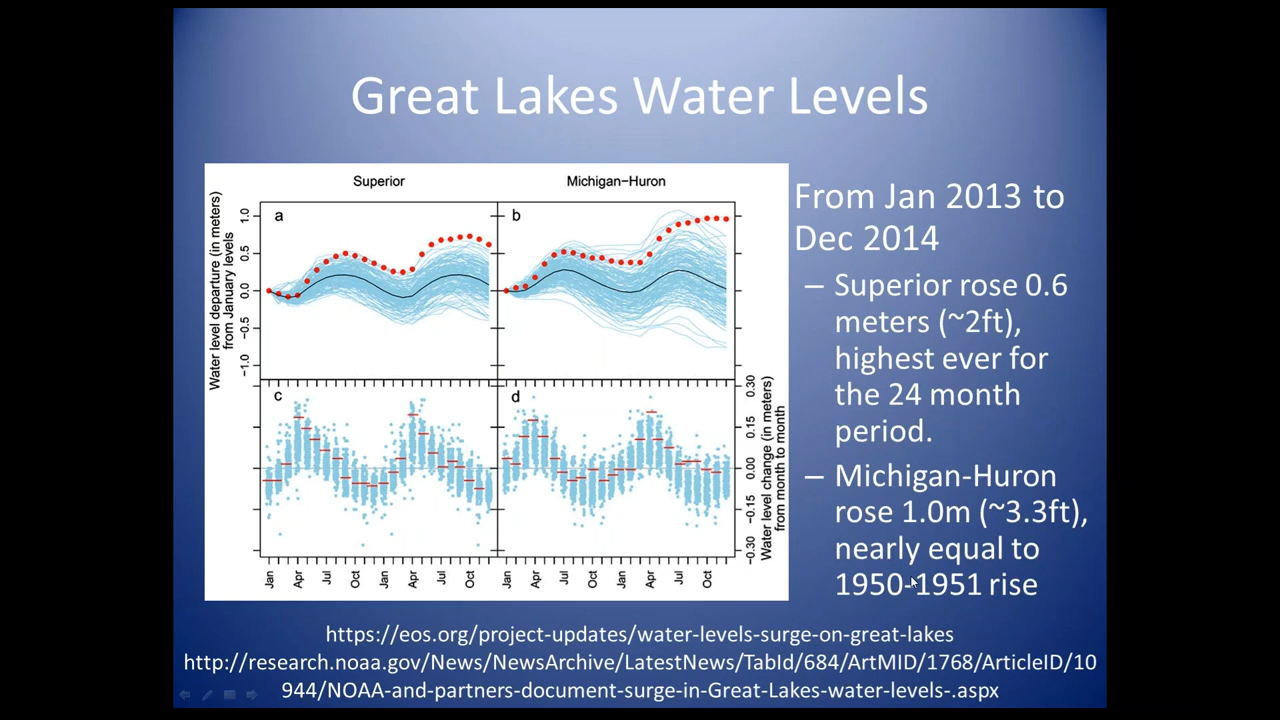 Great Lakes Water Levels
Superior
Michigan−Huron
a
b
Water level departure (in meters)
from January levels
1.0
0.5
0.0
−0.5
−1.0
c
d
0.30
0.15
0.00
−0.15
−0.30
Water level change (in meters)
from month to month
Jan
Apr
Jul
Oct
Jan
Apr
Jul
Oct
Jan
Apr
Jul
Oct
Jan
Apr
Jul
Oct
From Jan 2013 to
Dec 2014
– Superior rose 0.6
meters (~2ft),
highest ever for
the 24 month
period.
– Michigan-Huron
rose 1.0m (~3.3ft),
nearly equal to
1950-1951 rise
https://eos.org/project-updates/water-levels-surge-on-great-lakes
http://research.noaa.gov/News/NewsArchive/LatestNews/TabId/684/ArtMID/1768/ArticleID/10
944/NOAA-and-partners-document-surge-in-Great-Lakes-water-levels-.aspx